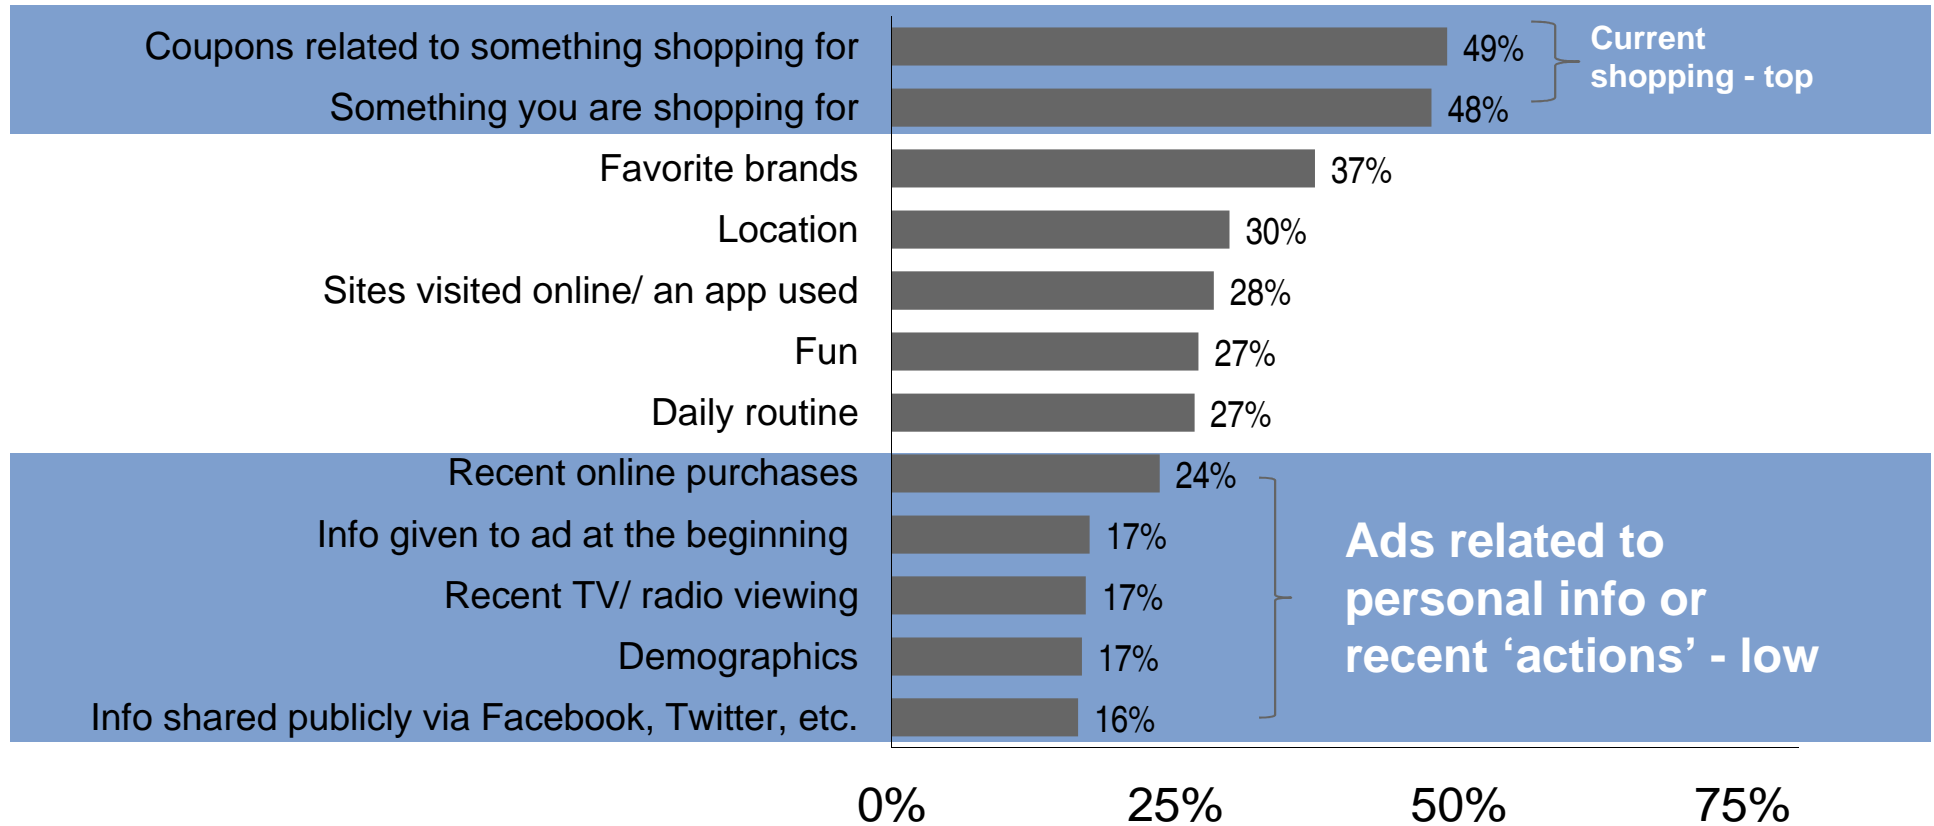 Coupons related to something shopping for 49%
Current
shopping - top
Something you are shopping for 48%
Favorite brands 37%
Location 30%
Sites visited online/ an app used 28%
Fun 27%
Daily routine 27%
Recent online purchases 24%
Info given to ad at the beginning 17%
Recent TV/ radio viewing 17%
Demographics 17%
Info shared publicly via Facebook, Twitter, etc. 16%
Ads related to
personal info or
recent ‘actions’ - low
0% 25% 50% 75%